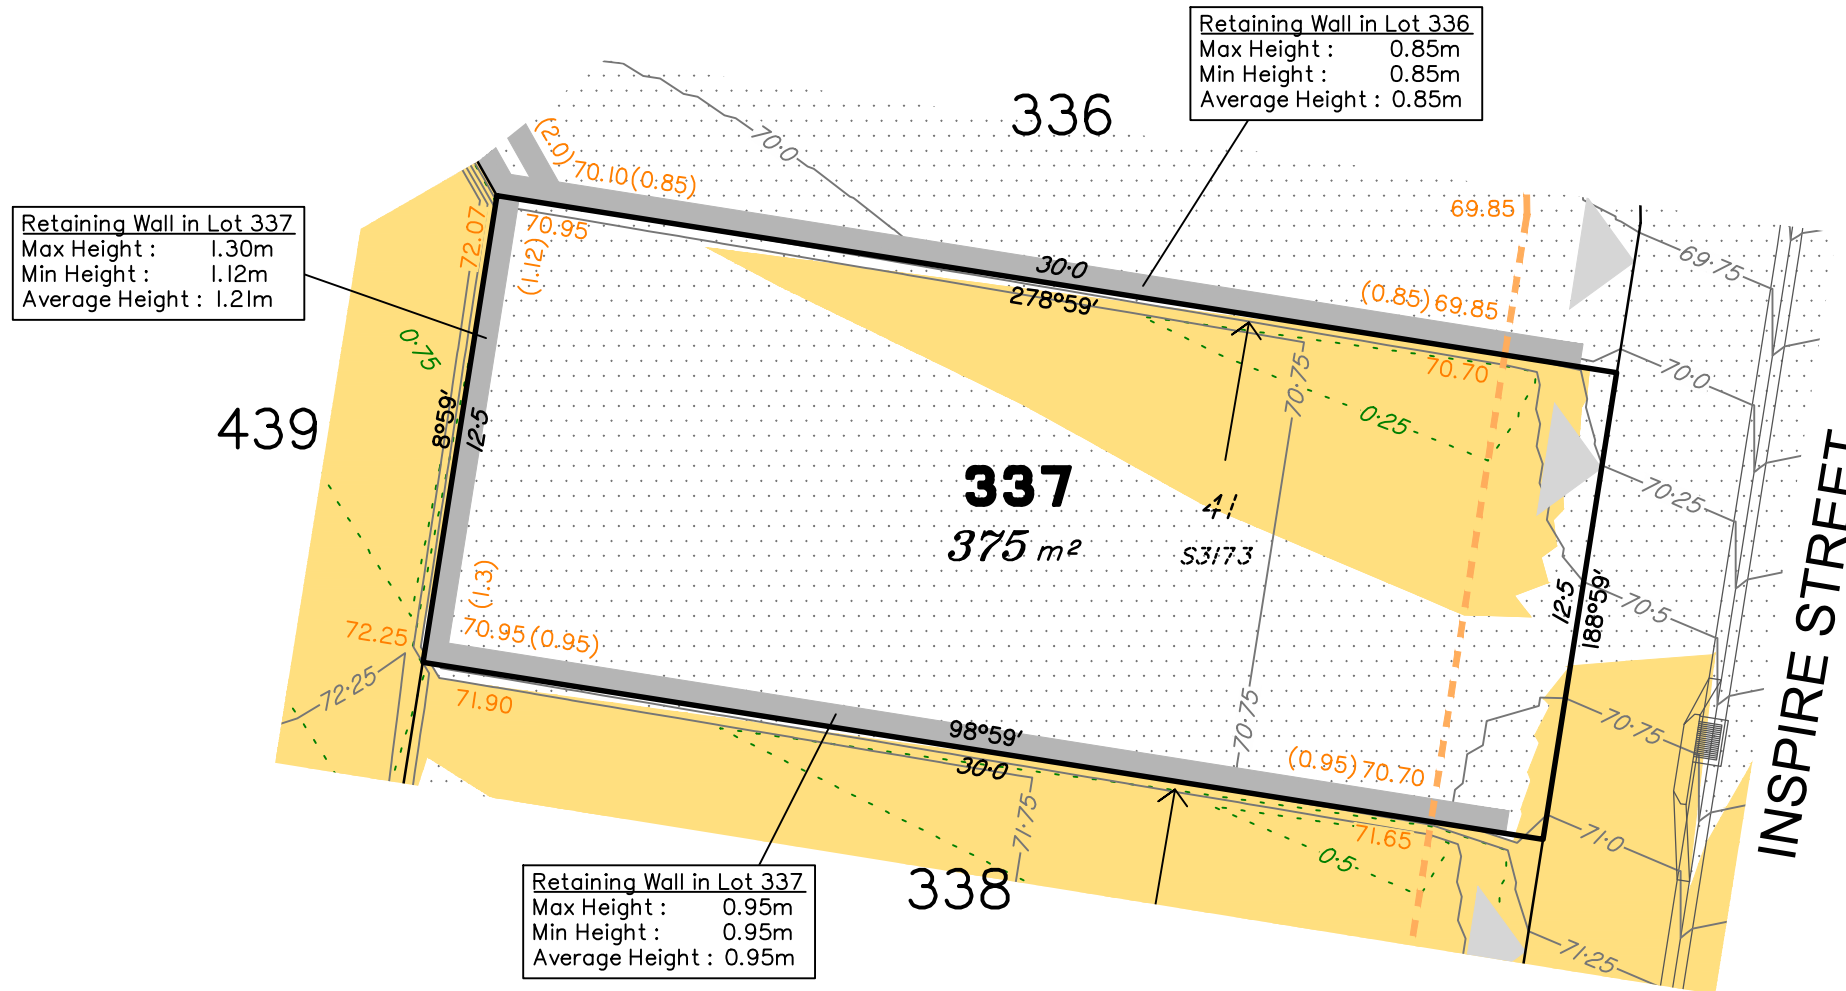 Retaining Wall in Lot 336
Max Height : 0.85m
Min Height : 0.85m
Average Height : 0.85m
336
70·0
(2.0)
70.10 (0.85)
69.85
69·75
Retaining Wall in Lot 337
Max Height : 1.30m
Min Height : 1.12m
Average Height : 1.21m
72.07
70.95
(1.12)
30·0
278°59'
(0.85) 69.85
70.70
70·0
0·75
70·75
0·25
439
8°59'
12·5
337
375 m²
41
S3173
70·25
INSPIRE STREET
(1.3)
12·5
188°59'
70·5
72.25
70.95 (0.95)
72·25
71.90
70·75
98°59'
30·0
(0.95) 70.70
70·75
71·75
71.65
0·5
71·0
338
71·25
Retaining Wall in Lot 337
Max Height : 0.95m
Min Height : 0.95m
Average Height : 0.95m